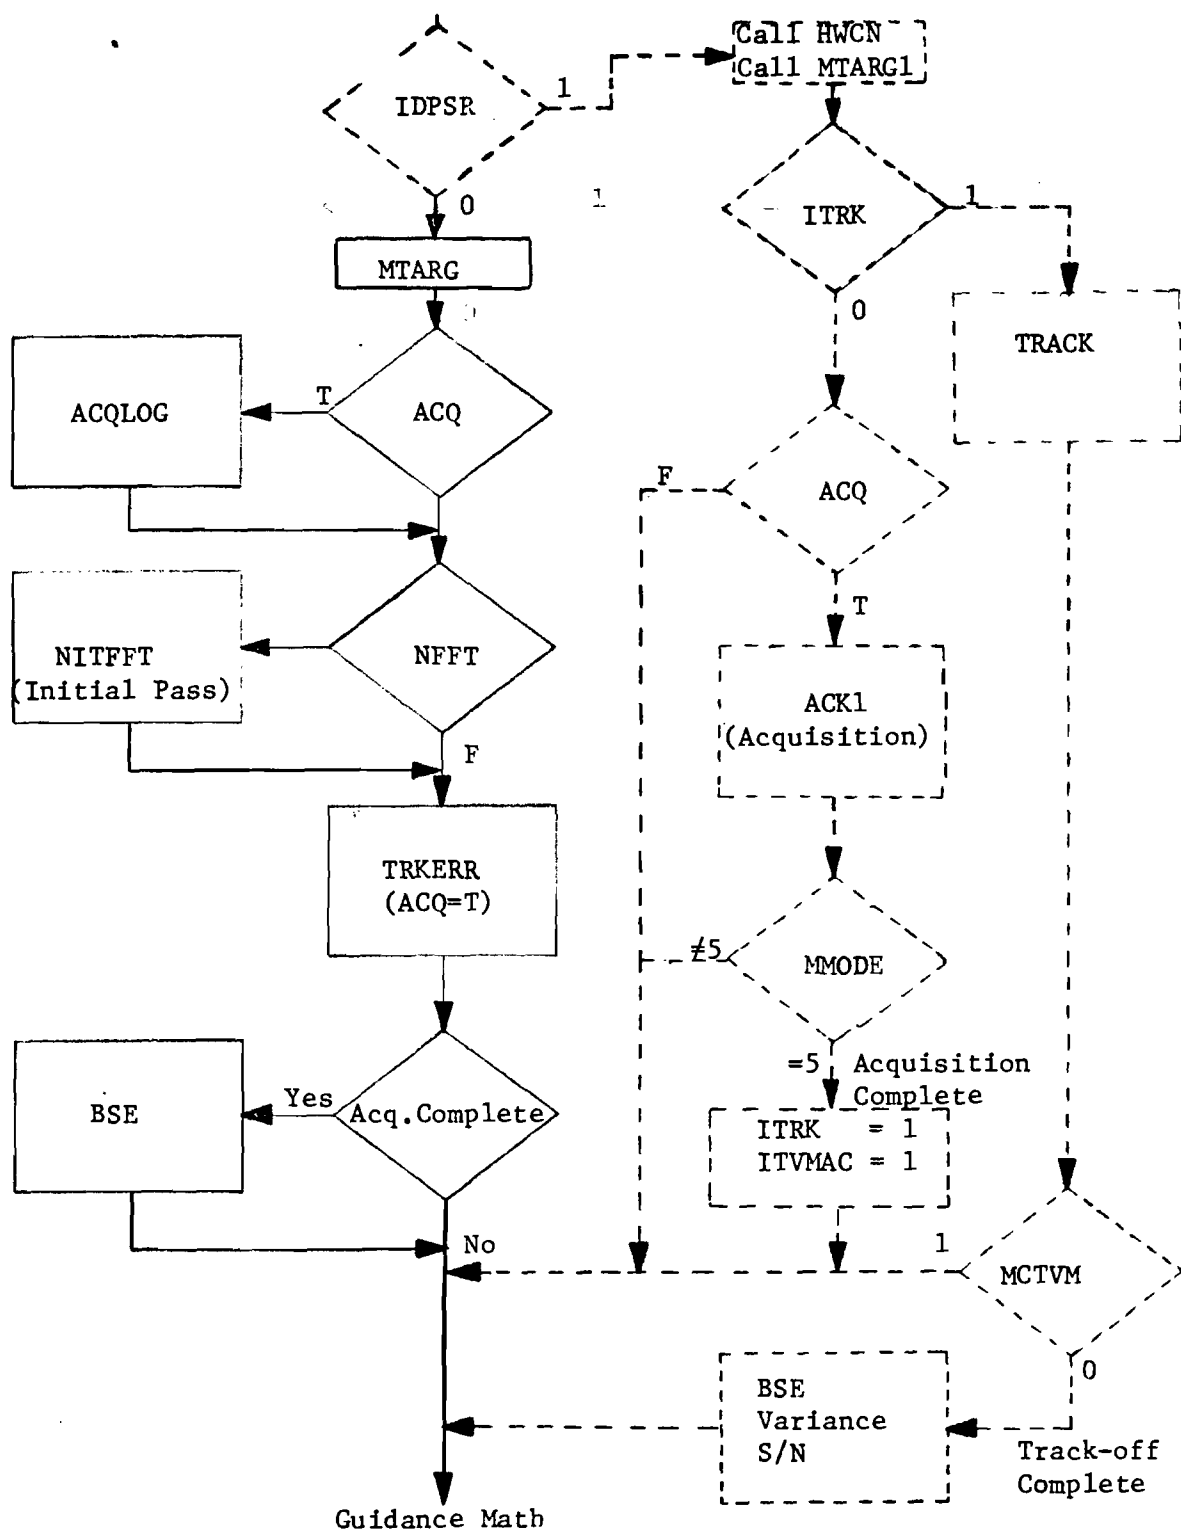 Call HWCN
Call MTARG1
IDPSR
1
0
1
ITRK
1
0
MTARG
TRACK
ACQLOG
T
ACQ
F
ACQ
T
NITFFT
(Initial Pass)
NFFT
F
ACK1
(Acquisition)
TRKERR
(ACQ=T)
≠5
MMODE
=5 Acquisition
Complete
BSE
Yes
Acq.Complete
No
ITRK = 1
ITVMAC = 1
1
MCTVM
0
BSE
Variance
S/N
Track-off
Complete
Guidance Math